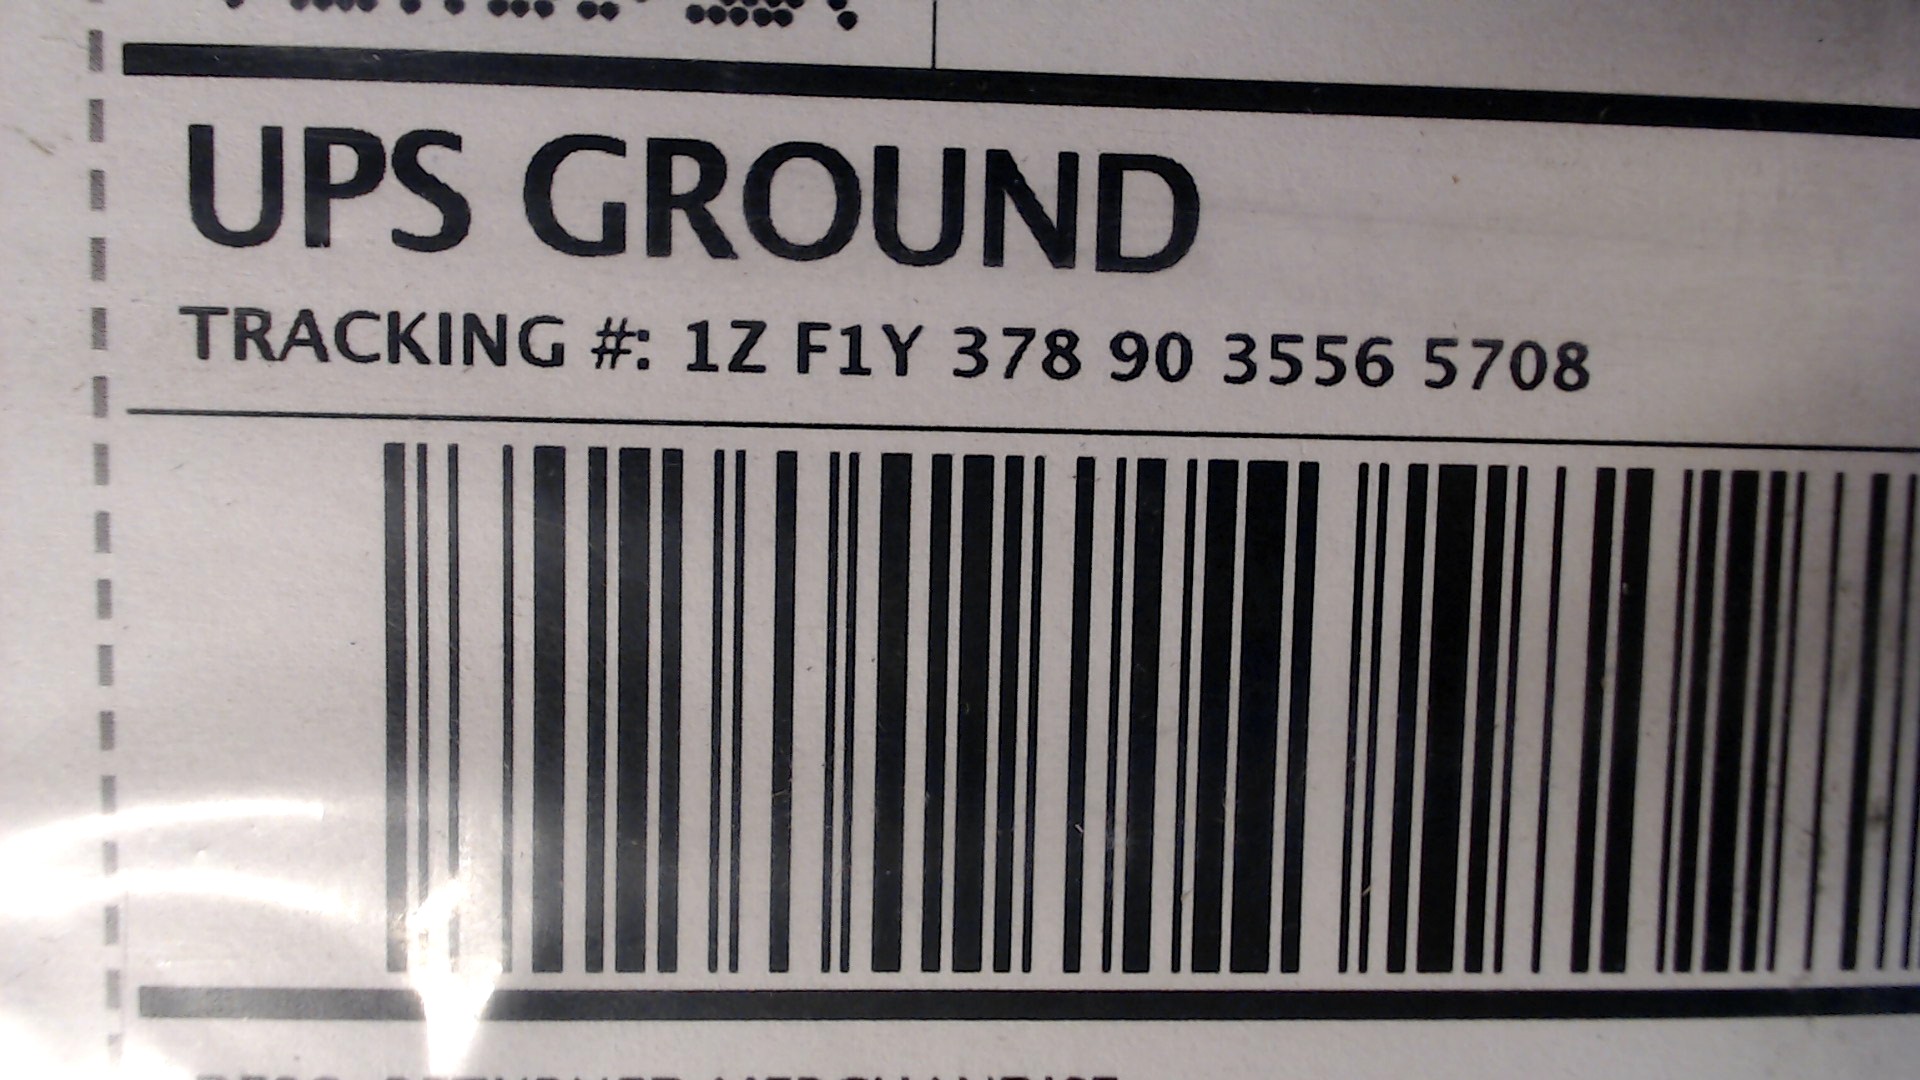 UPS GROUND
TRACKING #: 1Z F1Y 378 90 3556 5708